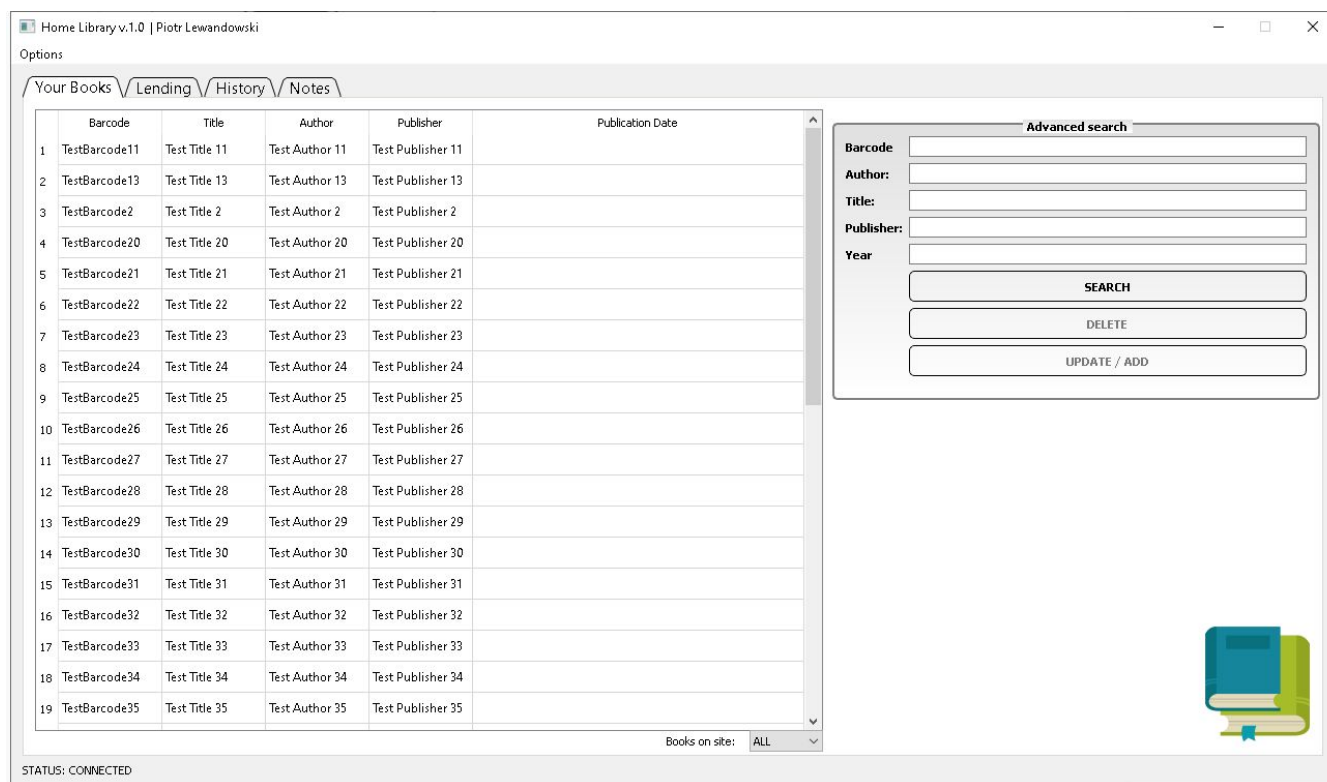 Home Library v.1.0 | Piotr Lewandowski
Options
Your Books Lending History Notes
Barcode Title Author Publisher Publication Date
1 TestBarcode11 Test Title 11 Test Author 11 Test Publisher 11
2 TestBarcode13 Test Title 13 Test Author 13 Test Publisher 13
3 TestBarcode2 Test Title 2 Test Author 2 Test Publisher 2
4 TestBarcode20 Test Title 20 Test Author 20 Test Publisher 20
5 TestBarcode21 Test Title 21 Test Author 21 Test Publisher 21
6 TestBarcode22 Test Title 22 Test Author 22 Test Publisher 22
7 TestBarcode23 Test Title 23 Test Author 23 Test Publisher 23
8 TestBarcode24 Test Title 24 Test Author 24 Test Publisher 24
9 TestBarcode25 Test Title 25 Test Author 25 Test Publisher 25
10 TestBarcode26 Test Title 26 Test Author 26 Test Publisher 26
11 TestBarcode27 Test Title 27 Test Author 27 Test Publisher 27
12 TestBarcode28 Test Title 28 Test Author 28 Test Publisher 28
13 TestBarcode29 Test Title 29 Test Author 29 Test Publisher 29
14 TestBarcode30 Test Title 30 Test Author 30 Test Publisher 30
15 TestBarcode31 Test Title 31 Test Author 31 Test Publisher 31
16 TestBarcode32 Test Title 32 Test Author 32 Test Publisher 32
17 TestBarcode33 Test Title 33 Test Author 33 Test Publisher 33
18 TestBarcode34 Test Title 34 Test Author 34 Test Publisher 34
19 TestBarcode35 Test Title 35 Test Author 35 Test Publisher 35
Books on site: ALL
Advanced search
Barcode
Author:
Title:
Publisher:
Year
SEARCH
DELETE
UPDATE / ADD
STATUS: CONNECTED